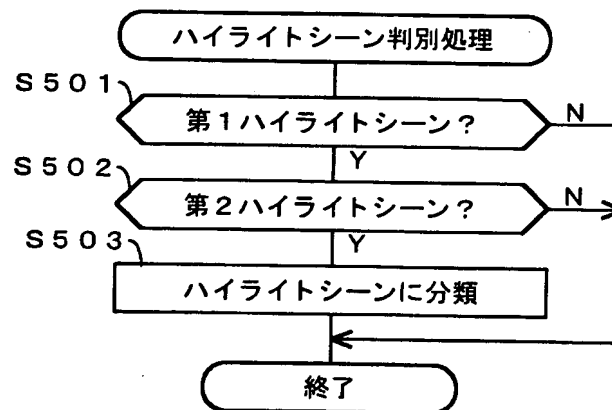 ハイライトシーン判別処理
S501
第1ハイライトシーン?
N
Y
S502
第2ハイライトシーン?
N
Y
S503
ハイライトシーンに分類
終了